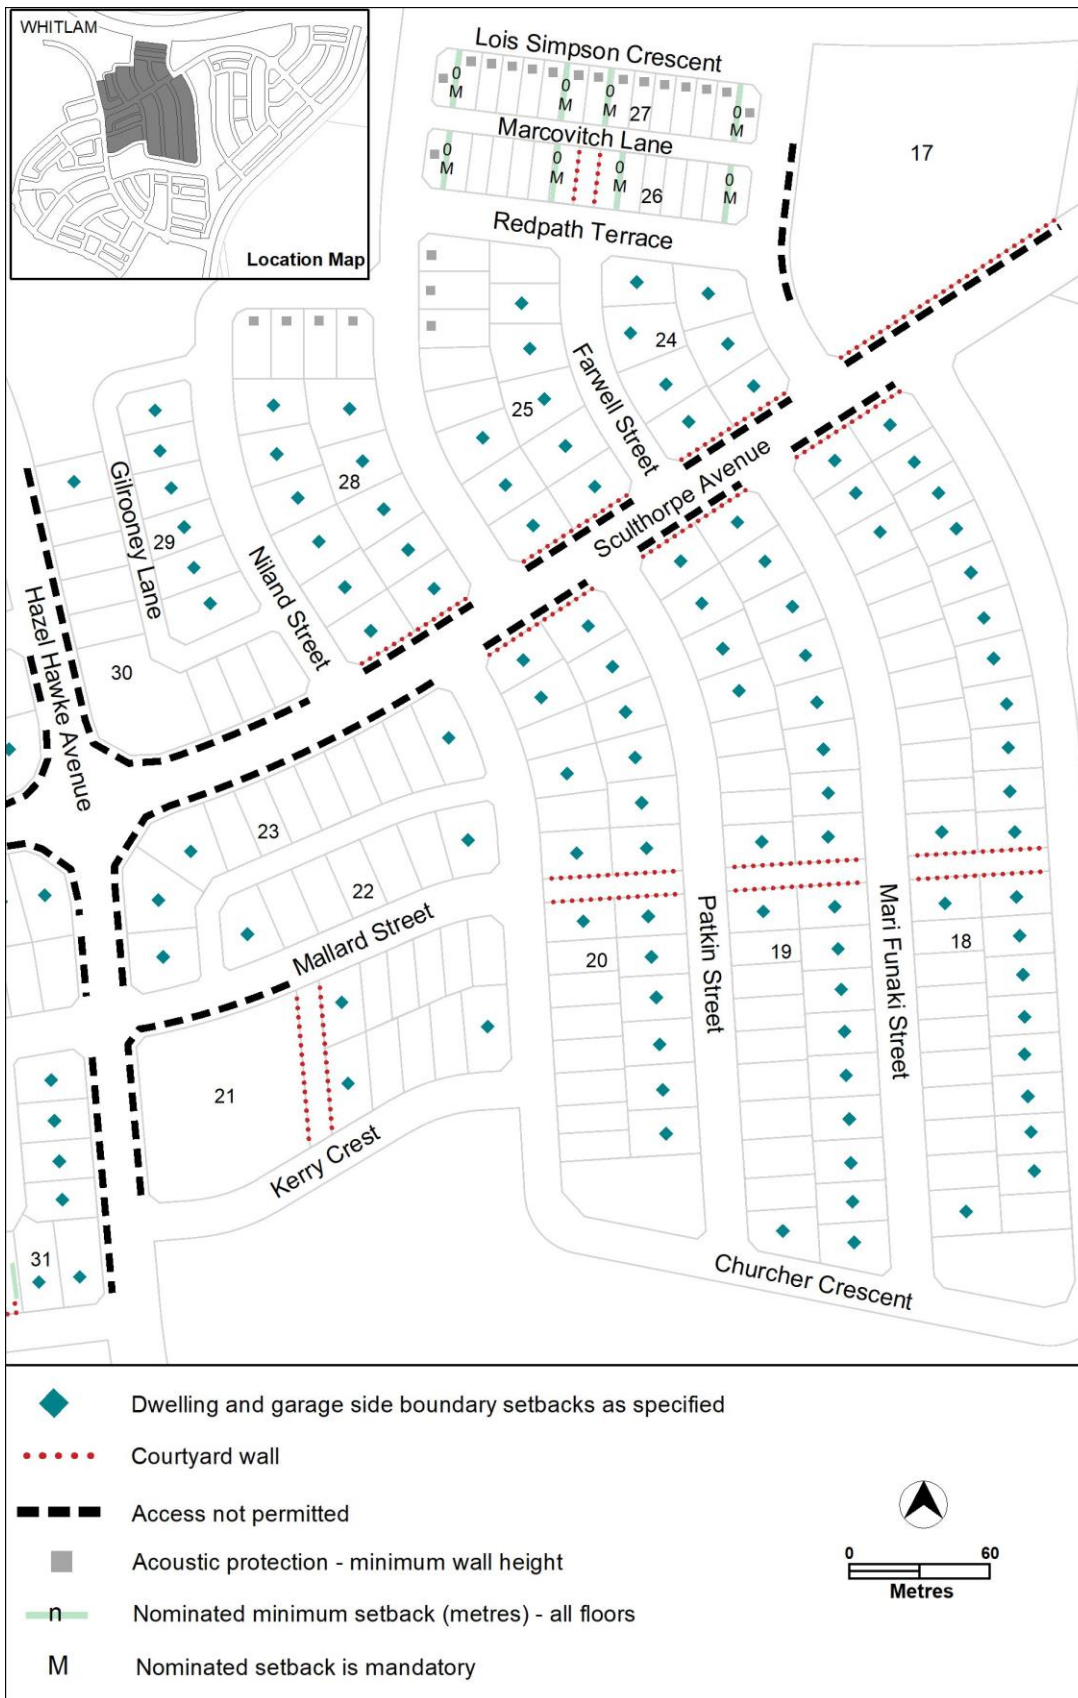 WHITLAM
Location Map
Lois Simpson Crescent
0
M
0
M
0
M
0
M
27
Marcovitch Lane
0
M
0
M
0
M
0
M
26
Redpath Terrace
17
24
Farwell Street
25
Sculthorpe Avenue
28
Gilrooney Lane
29
Niland Street
Hazel Hawke Avenue
30
23
22
Mallard Street
21
Kerry Crest
20
Patkin Street
19
Mari Funaki Street
18
31
Churcher Crescent
Dwelling and garage side boundary setbacks as specified
Courtyard wall
Access not permitted
Acoustic protection - minimum wall height
n Nominated minimum setback (metres) - all floors
M Nominated setback is mandatory
0 60
Metres